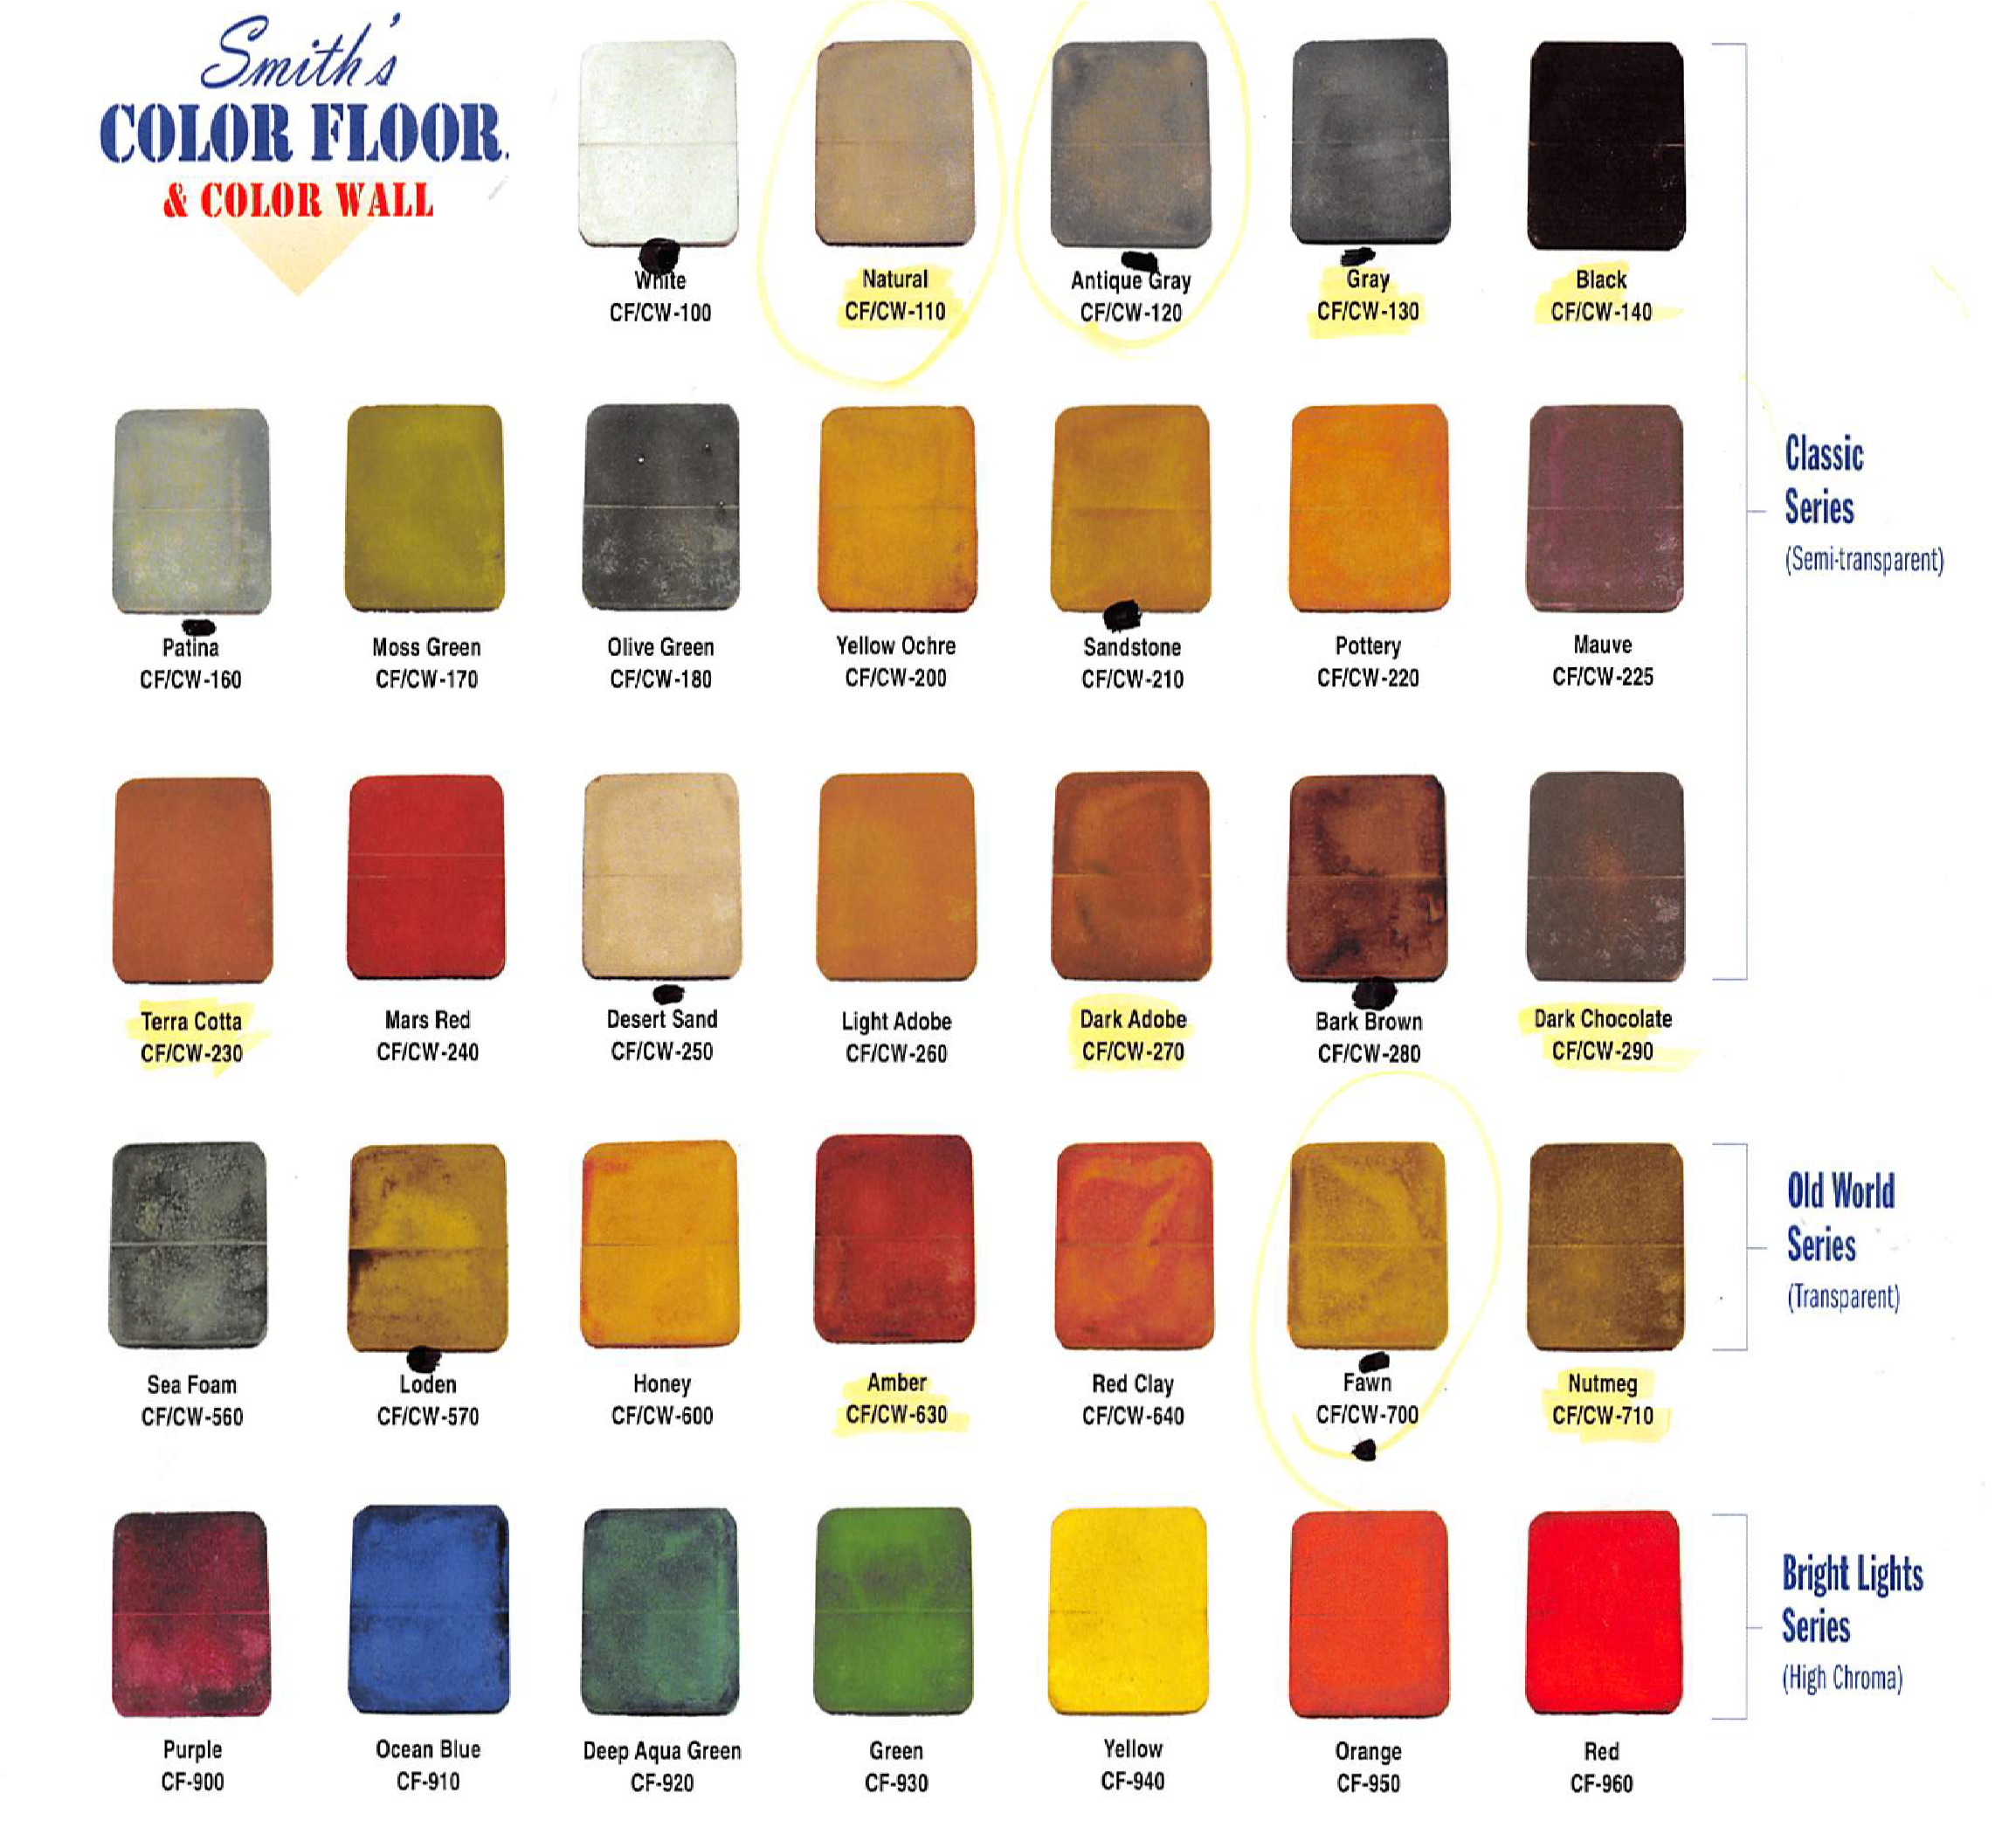 Smith's
COLOR FLOOR.
& COLOR WALL
White
CF/CW-100
Natural
CF/CW-110
Antique Gray
CF/CW-120
Gray
CF/CW-130
Black
CF/CW-140
Patina
CF/CW-160
Moss Green
CF/CW-170
Olive Green
CF/CW-180
Yellow Ochre
CF/CW-200
Sandstone
CF/CW-210
Pottery
CF/CW-220
Mauve
CF/CW-225
Classic
Series
(Semi-transparent)
Terra Cotta
CF/CW-230
Mars Red
CF/CW-240
Desert Sand
CF/CW-250
Light Adobe
CF/CW-260
Dark Adobe
CF/CW-270
Bark Brown
CF/CW-280
Dark Chocolate
CF/CW-290
Sea Foam
CF/CW-560
Loden
CF/CW-570
Honey
CF/CW-600
Amber
CF/CW-630
Red Clay
CF/CW-640
Fawn
CF/CW-700
Nutmeg
CF/CW-710
Old World
Series
(Transparent)
Purple
CF-900
Ocean Blue
CF-910
Deep Aqua Green
CF-920
Green
CF-930
Yellow
CF-940
Orange
CF-950
Red
CF-960
Bright Lights
Series
(High Chroma)